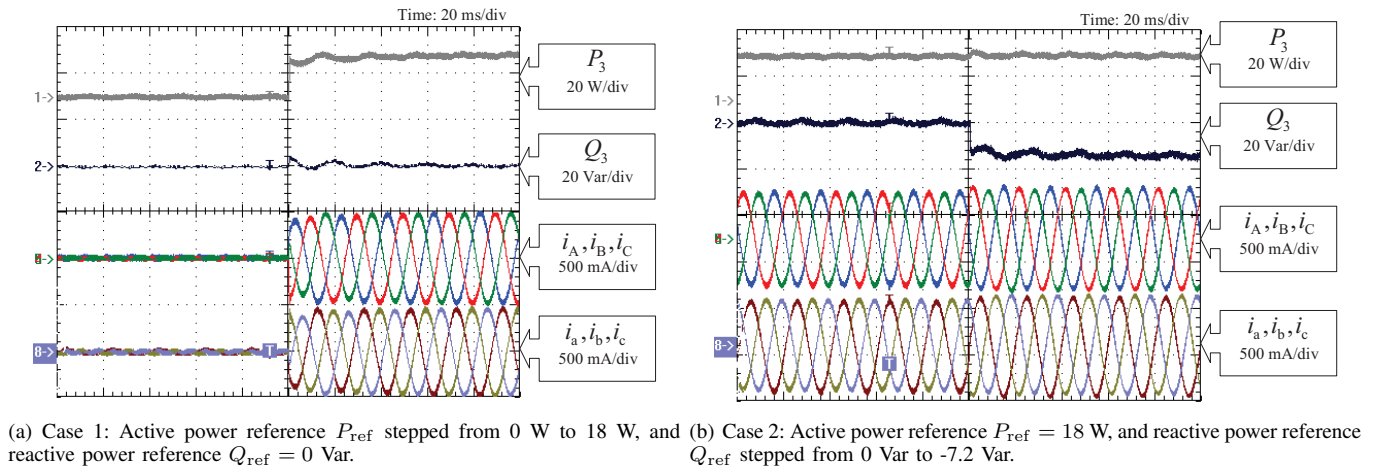 Time: 20 ms/div
P3
20 W/div
Q3
20 Var/div
iA,iB,iC
500 mA/div
ia,ib,ic
500 mA/div
1->
2->
8->
T
(a) Case 1: Active power reference Pref stepped from 0 W to 18 W, and
reactive power reference Qref = 0 Var.
Time: 20 ms/div
P3
20 W/div
Q3
20 Var/div
iA,iB,iC
500 mA/div
ia,ib,ic
500 mA/div
1->
2->
8->
T
(b) Case 2: Active power reference Pref = 18 W, and reactive power reference
Qref stepped from 0 Var to -7.2 Var.